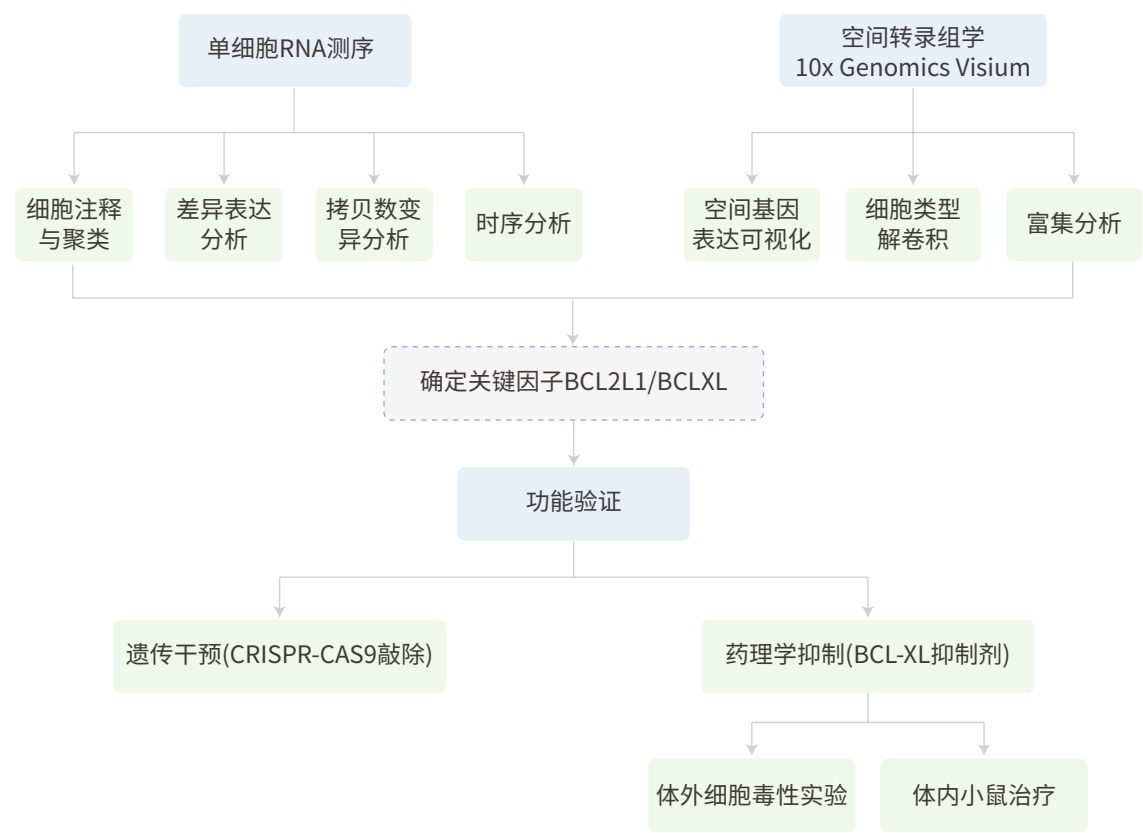 单细胞RNA测序
空间转录组学
10x Genomics Visium
细胞注释
与聚类
差异表达
分析
拷贝数变
异分析
时序分析
空间基因
表达可视化
细胞类型
解卷积
富集分析
确定关键因子BCL2L1/BCLXL
功能验证
遗传干预(CRISPR-CAS9敲除)
药理学抑制(BCL-XL抑制剂)
体外细胞毒性实验
体内小鼠治疗